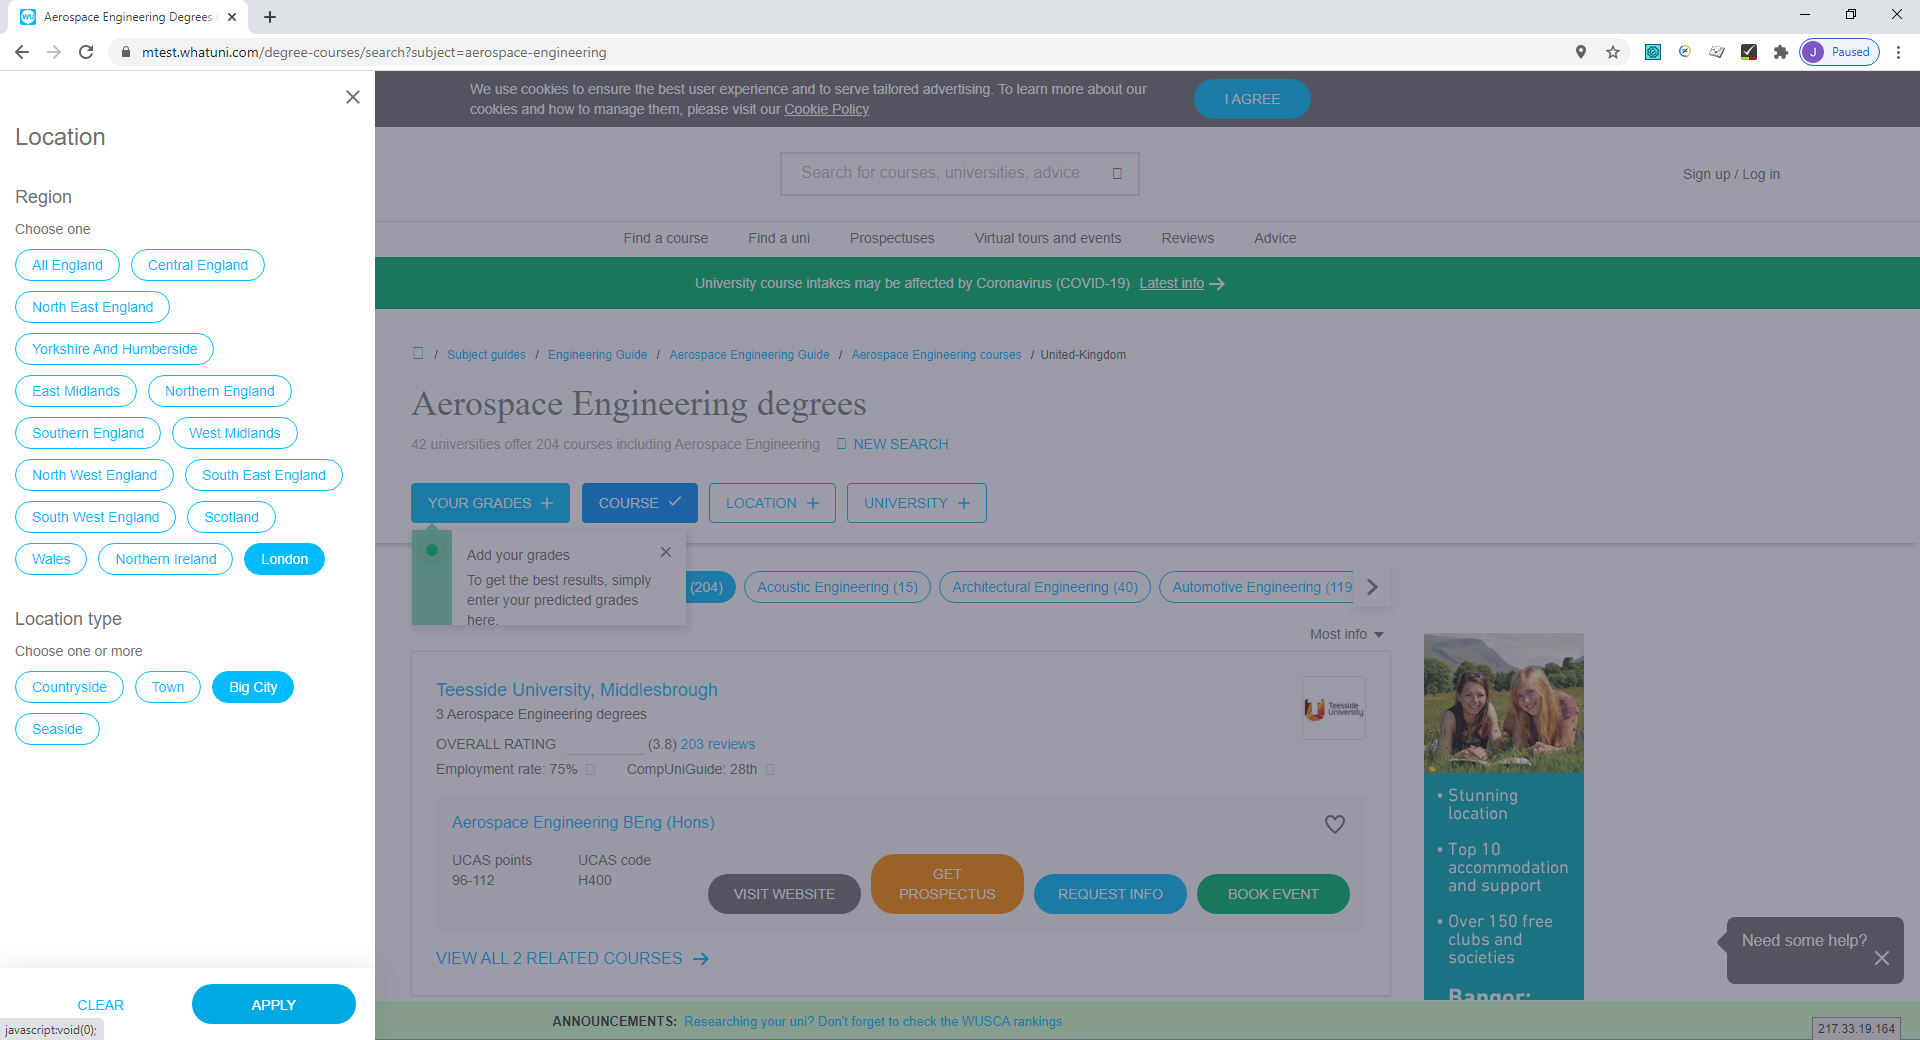 Aerospace Engineering Degrees
mtest.whatuni.com/degree-courses/search?subject=aerospace-engineering
J Paused
We use cookies to ensure the best user experience and to serve tailored advertising. To learn more about our
cookies and how to manage them, please visit our Cookie Policy
I AGREE
Location
Search for courses, universities, advice
Sign up / Log in
Region
Choose one
All England
Central England
North East England
Yorkshire And Humberside
East Midlands
Northern England
Southern England
West Midlands
North West England
South East England
South West England
Scotland
Wales
Northern Ireland
London
Location type
Choose one or more
Countryside
Town
Big City
Seaside
CLEAR
APPLY
javascript:void(0);
Find a course
Find a uni
Prospectuses
Virtual tours and events
Reviews
Advice
University course intakes may be affected by Coronavirus (COVID-19) Latest info
/ Subject guides / Engineering Guide / Aerospace Engineering Guide / Aerospace Engineering courses / United-Kingdom
Aerospace Engineering degrees
42 universities offer 204 courses including Aerospace Engineering
NEW SEARCH
YOUR GRADES
COURSE
LOCATION
UNIVERSITY
Add your grades
To get the best results, simply
enter your predicted grades
here.
(204)
Acoustic Engineering (15)
Architectural Engineering (40)
Automotive Engineering (119
Most info
Teesside University, Middlesbrough
3 Aerospace Engineering degrees
OVERALL RATING (3.8) 203 reviews
Employment rate: 75%
CompUniGuide: 28th
Teesside
University
Aerospace Engineering BEng (Hons)
UCAS points
96-112
UCAS code
H400
VISIT WEBSITE
GET
PROSPECTUS
REQUEST INFO
BOOK EVENT
VIEW ALL 2 RELATED COURSES
• Stunning
location
• Top 10
accommodation
and support
• Over 150 free
clubs and
societies
Bangor:
Need some help?
ANNOUNCEMENTS: Researching your uni? Don't forget to check the WUSCA rankings
217.33.19.164